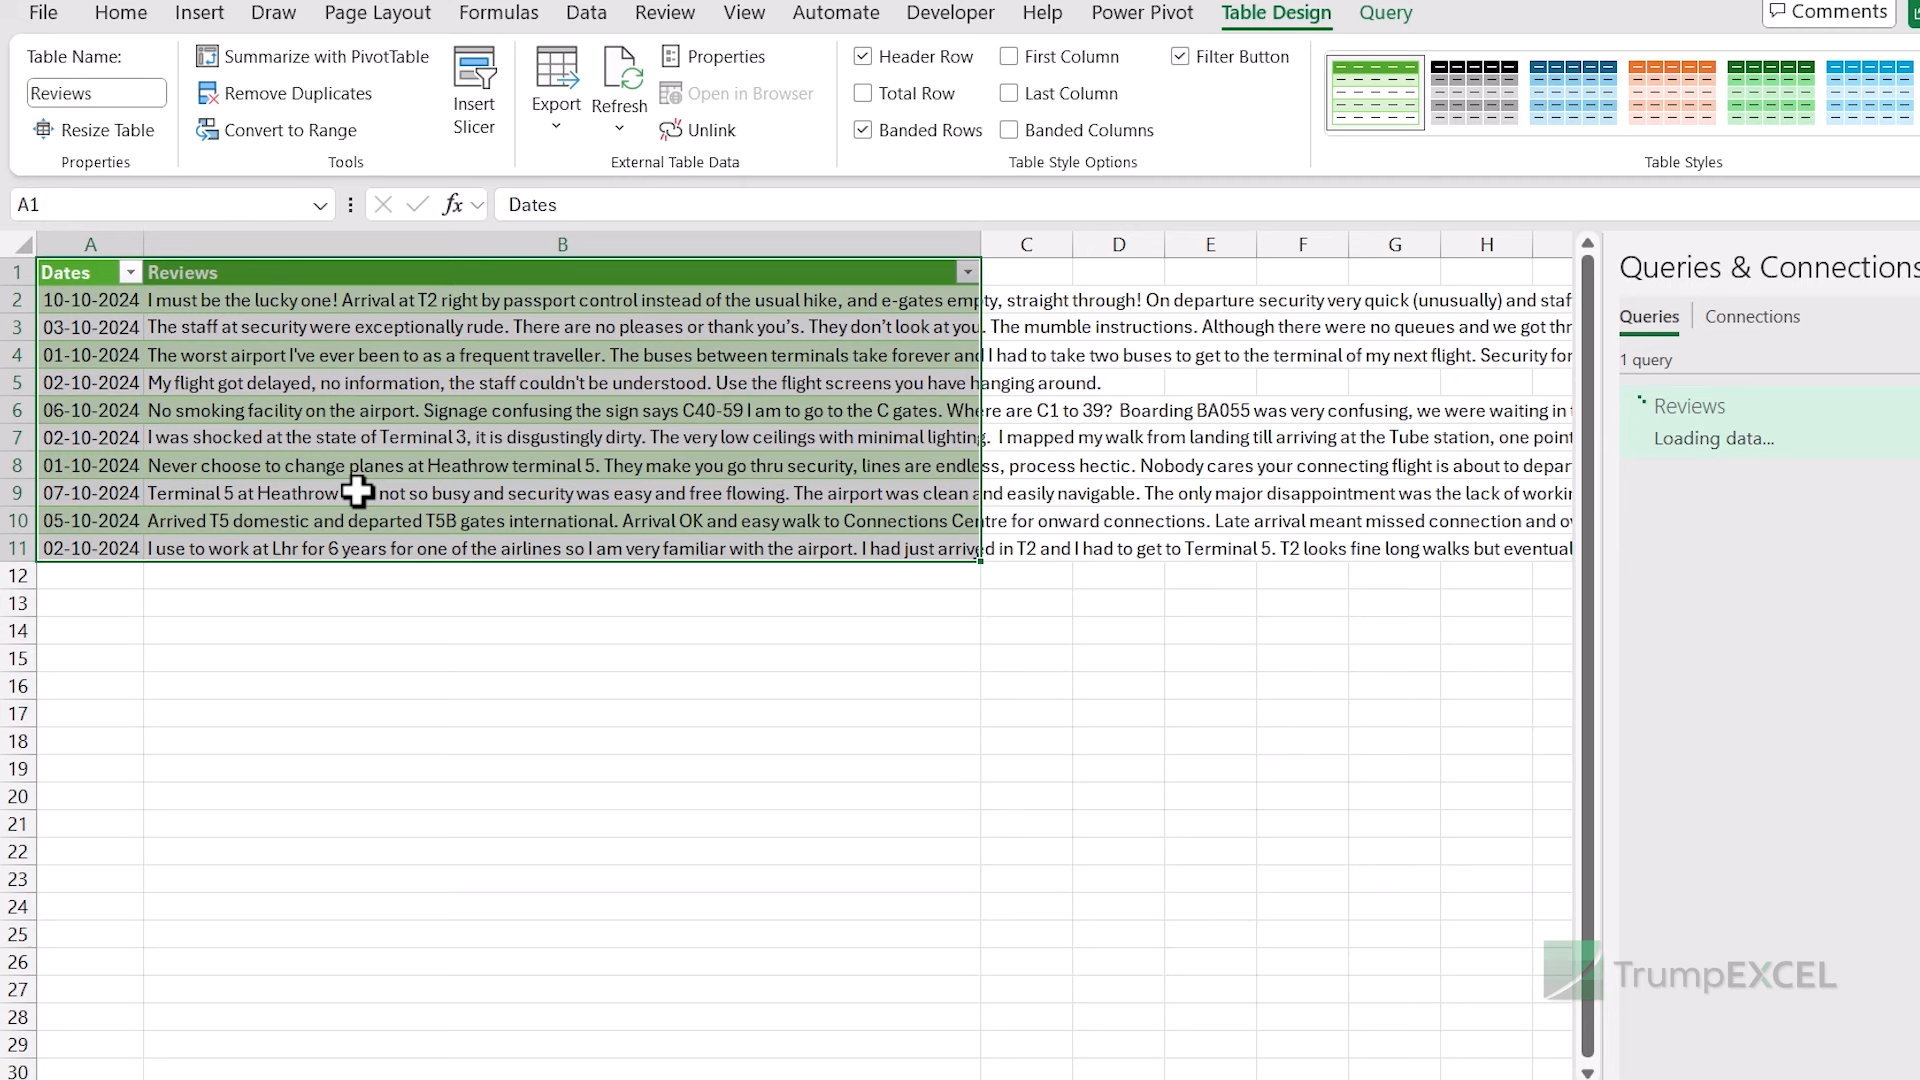 File Home Insert Draw Page Layout Formulas Data Review View Automate Developer Help Power Pivot Table Design Query Comments
Table Name:
Reviews
Resize Table
Properties
Summarize with PivotTable
Remove Duplicates
Convert to Range
Tools
Insert
Slicer
Export
Refresh
Properties
Open in Browser
Unlink
External Table Data
Header Row
Total Row
Banded Rows
First Column
Last Column
Banded Columns
Filter Button
Table Style Options
Table Styles
A1 fx Dates
A B C D E F G H
1 Dates Reviews
2 10-10-2024 I must be the lucky one! Arrival at T2 right by passport control instead of the usual hike, and e-gates empty, straight through! On departure security very quick (unusually) and staf
3 03-10-2024 The staff at security were exceptionally rude. There are no pleases or thank you’s. They don’t look at you. The mumble instructions. Although there were no queues and we got thr
4 01-10-2024 The worst airport I've ever been to as a frequent traveller. The buses between terminals take forever and I had to take two buses to get to the terminal of my next flight. Security for
5 02-10-2024 My flight got delayed, no information, the staff couldn't be understood. Use the flight screens you have hanging around.
6 06-10-2024 No smoking facility on the airport. Signage confusing the sign says C40-59 I am to go to the C gates. Where are C1 to 39? Boarding BA055 was very confusing, we were waiting in
7 02-10-2024 I was shocked at the state of Terminal 3, it is disgustingly dirty. The very low ceilings with minimal lighting. I mapped my walk from landing till arriving at the Tube station, one point
8 01-10-2024 Never choose to change planes at Heathrow terminal 5. They make you go thru security, lines are endless, process hectic. Nobody cares your connecting flight is about to depar
9 07-10-2024 Terminal 5 at Heathrow not so busy and security was easy and free flowing. The airport was clean and easily navigable. The only major disappointment was the lack of workin
10 05-10-2024 Arrived T5 domestic and departed T5B gates international. Arrival OK and easy walk to Connections Centre for onward connections. Late arrival meant missed connection and ov
11 02-10-2024 I use to work at Lhr for 6 years for one of the airlines so I am very familiar with the airport. I had just arrived in T2 and I had to get to Terminal 5. T2 looks fine long walks but eventual
12
13
14
15
16
17
18
19
20
21
22
23
24
25
26
27
28
29
30
Queries & Connections
Queries Connections
1 query
Reviews
Loading data...
TrumpEXCEL